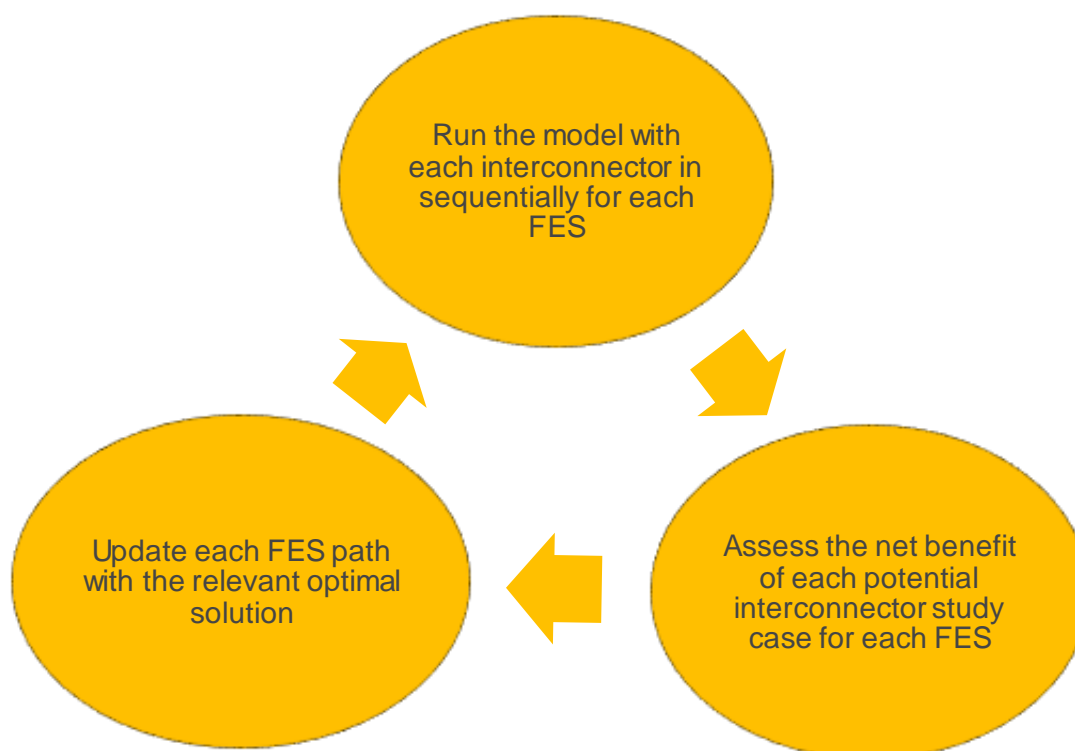 Run the model with
each interconnector in
sequentially for each
FES
Update each FES path
with the relevant optimal
solution
Assess the net benefit
of each potential
interconnector study
case for each FES